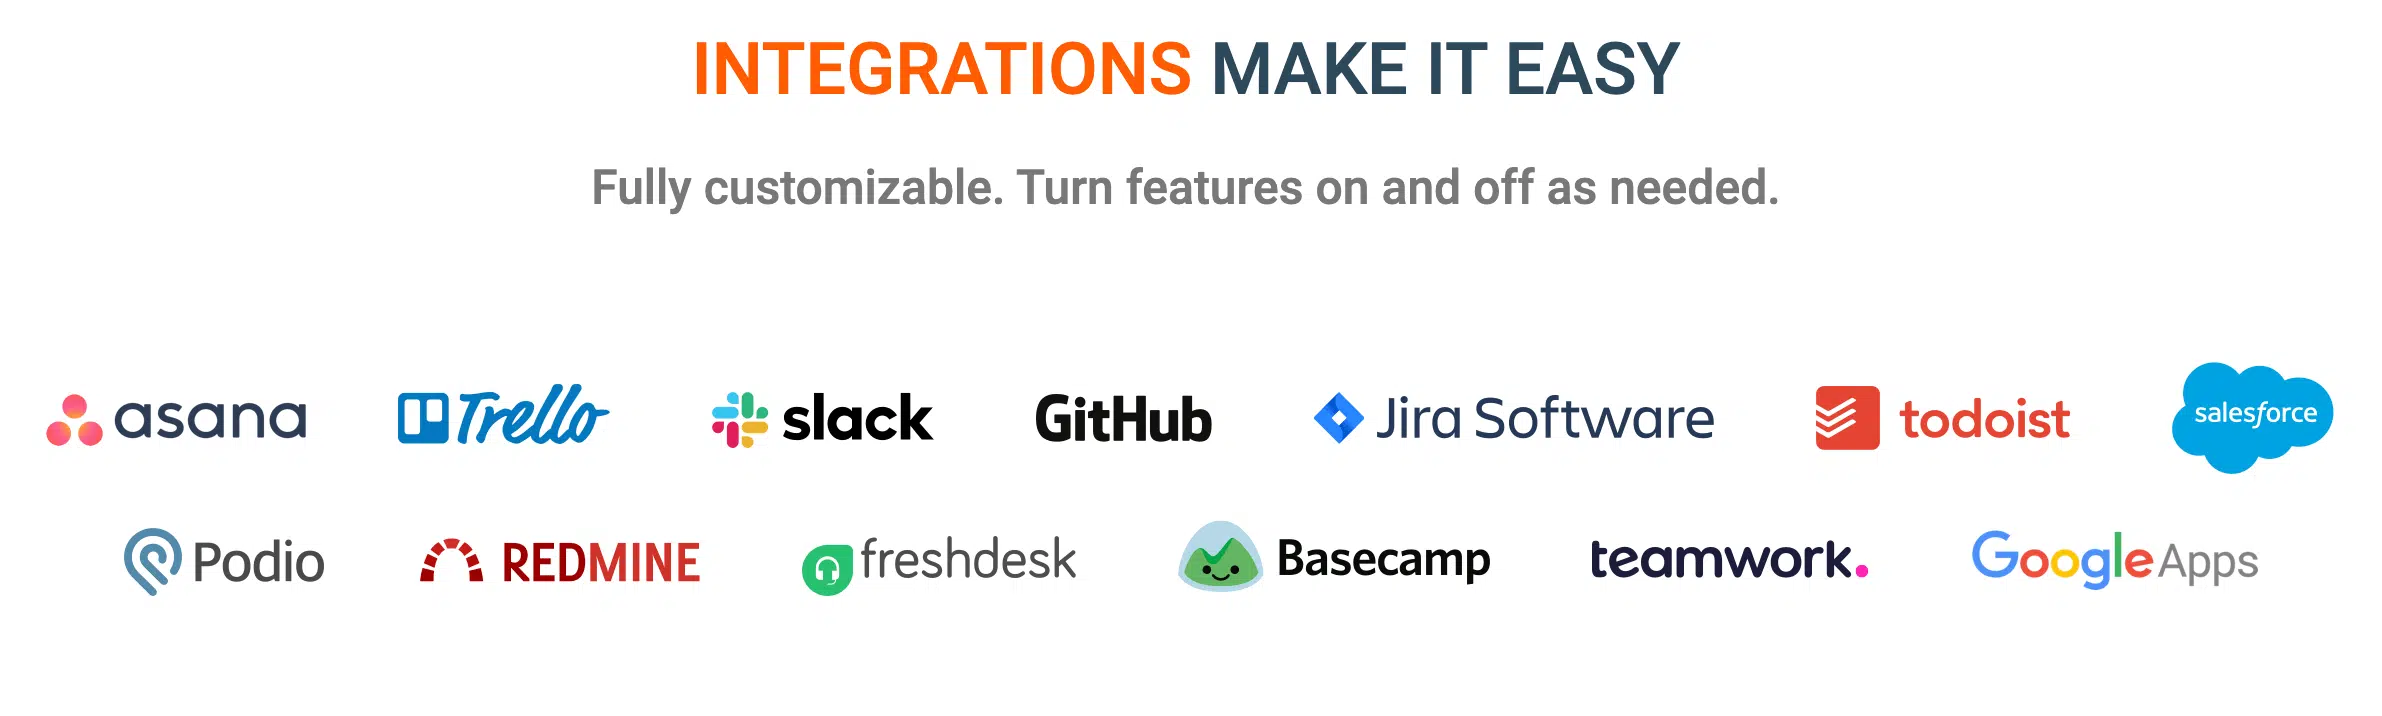 INTEGRATIONS MAKE IT EASY
Fully customizable. Turn features on and off as needed.
asana Trello slack GitHub Jira Software todoist salesforce
Podio REDMINE freshdesk Basecamp teamwork. Google Apps